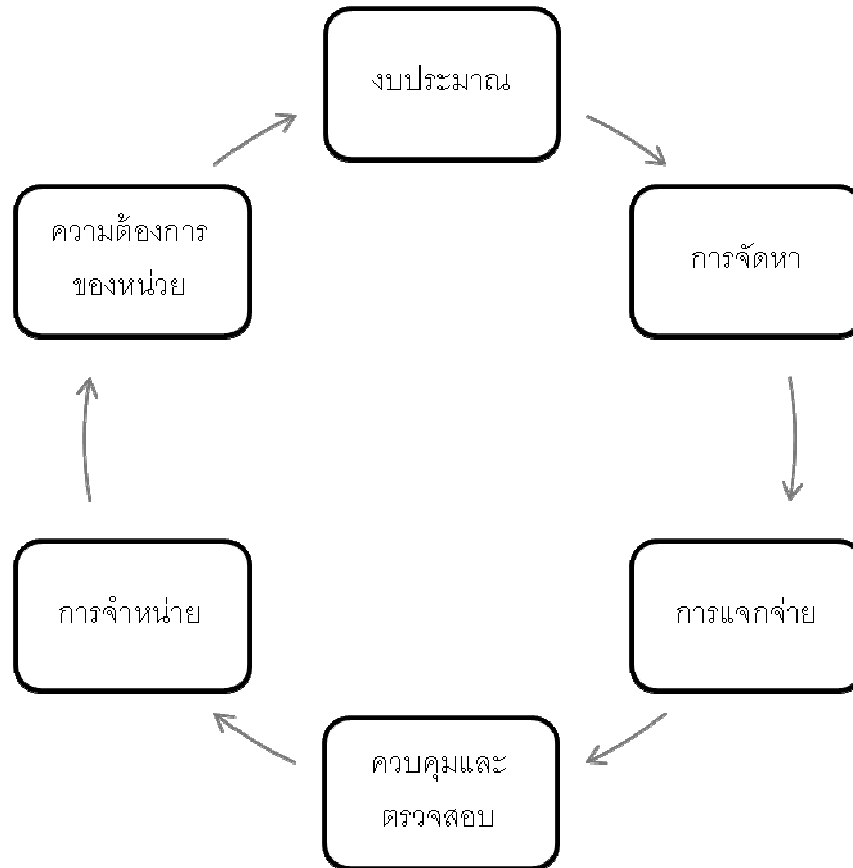 งบประมาณ
ความต้องการ
ของหน่วย
การจัดหา
การจำหน่าย
การแจกจ่าย
ควบคุมและ
ตรวจสอบ